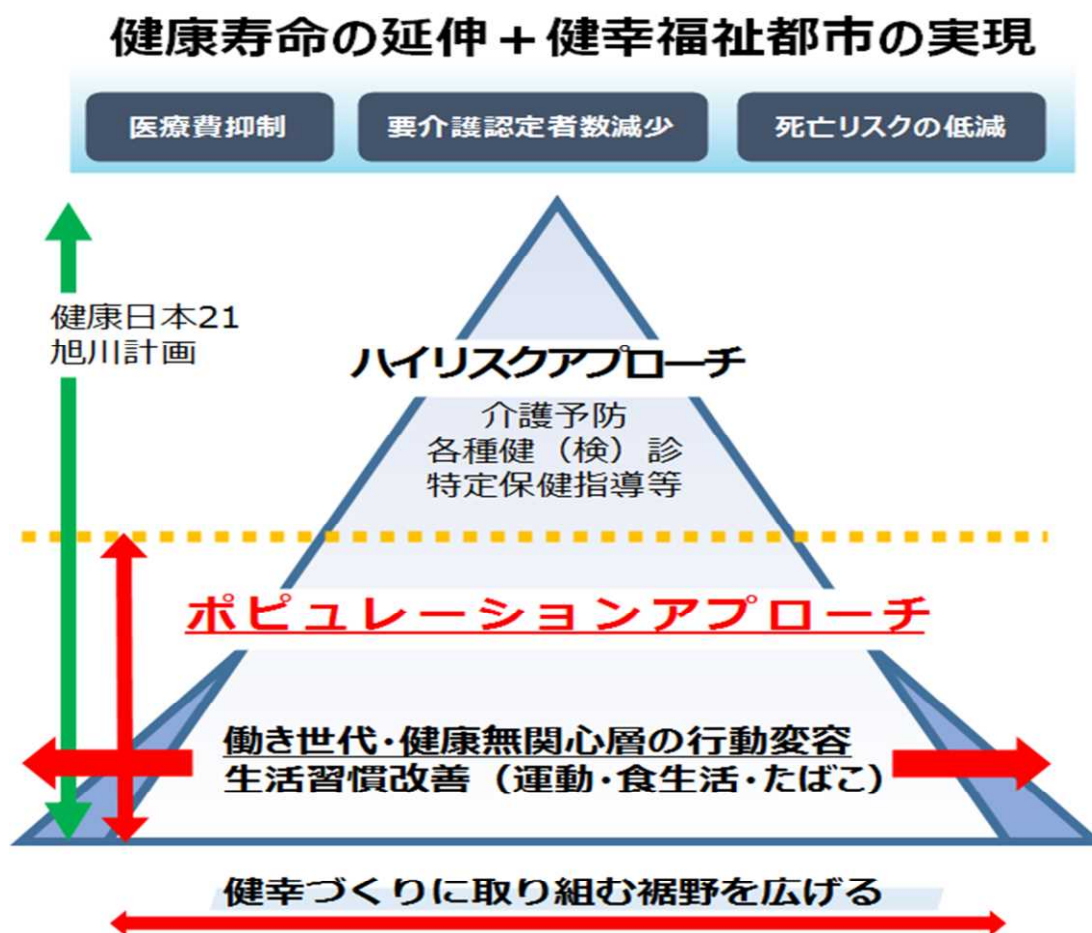 健康寿命の延伸＋健幸福祉都市の実現
医療費抑制
要介護認定者数減少
死亡リスクの低減
健康日本21
旭川計画
ハイリスクアプローチ
介護予防
各種健（検）診
特定保健指導等
ポピュレーションアプローチ
働き世代・健康無関心層の行動変容
生活習慣改善（運動・食生活・たばこ）
健幸づくりに取り組む裾野を広げる